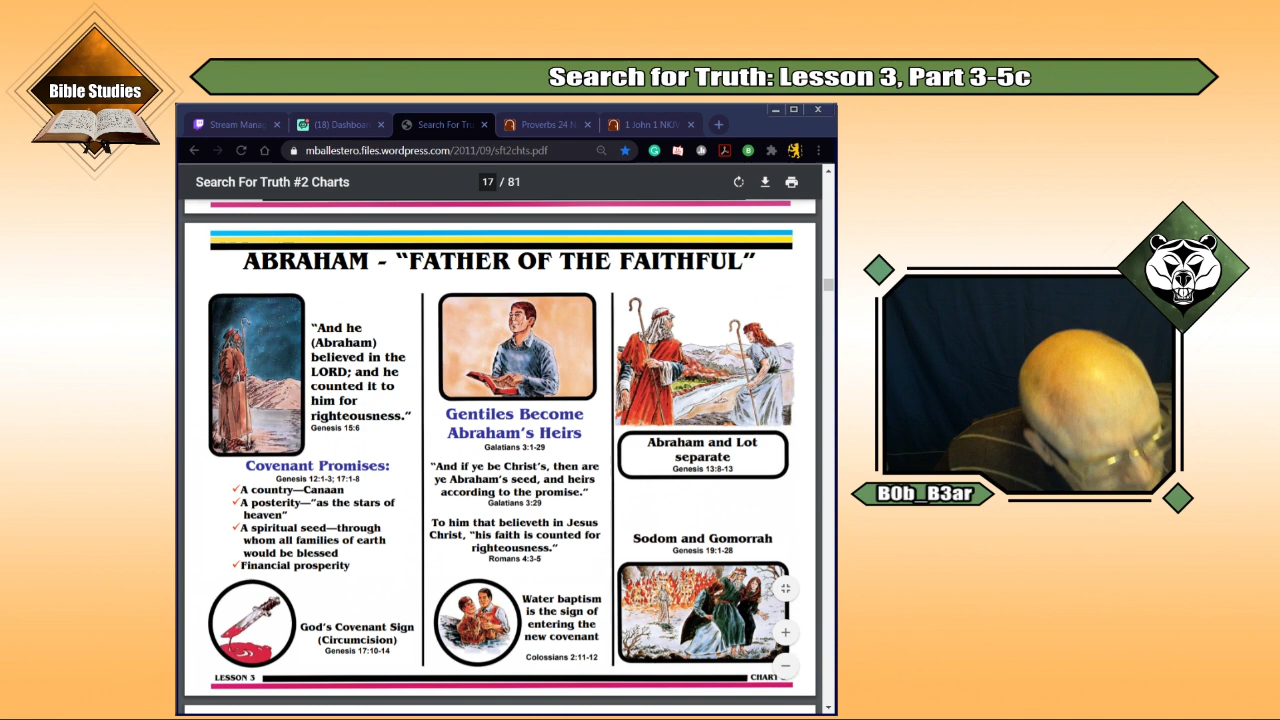 Bible Studies
Search for Truth: Lesson 3, Part 3-5c
Stream Manag
(18) Dashboar
Search For Tru
Proverbs 24 N
1 John 1 NKJV
mballestero.files.wordpress.com/2011/09/sft2chts.pdf
Search For Truth #2 Charts
17 / 81
ABRAHAM - “FATHER OF THE FAITHFUL”
“And he
(Abraham)
believed in the
LORD; and he
counted it to
him for
righteousness.”
Genesis 15:6
Covenant Promises:
Genesis 12:1-3; 17:1-8
A country—Canaan
A posterity—“as the stars of
heaven”
A spiritual seed—through
whom all families of earth
would be blessed
Financial prosperity
God’s Covenant Sign
(Circumcision)
Genesis 17:10-14
Gentiles Become
Abraham’s Heirs
Galatians 3:1-29
“And if ye be Christ’s, then are
ye Abraham’s seed, and heirs
according to the promise.”
Galatians 3:29
To him that believeth in Jesus
Christ, “his faith is counted for
righteousness.”
Romans 4:3-5
Water baptism
is the sign of
entering the
new covenant
Colossians 2:11-12
Abraham and Lot
separate
Genesis 13:8-13
Sodom and Gomorrah
Genesis 19:1-28
LESSON 3
CHART
B0b_B3ar